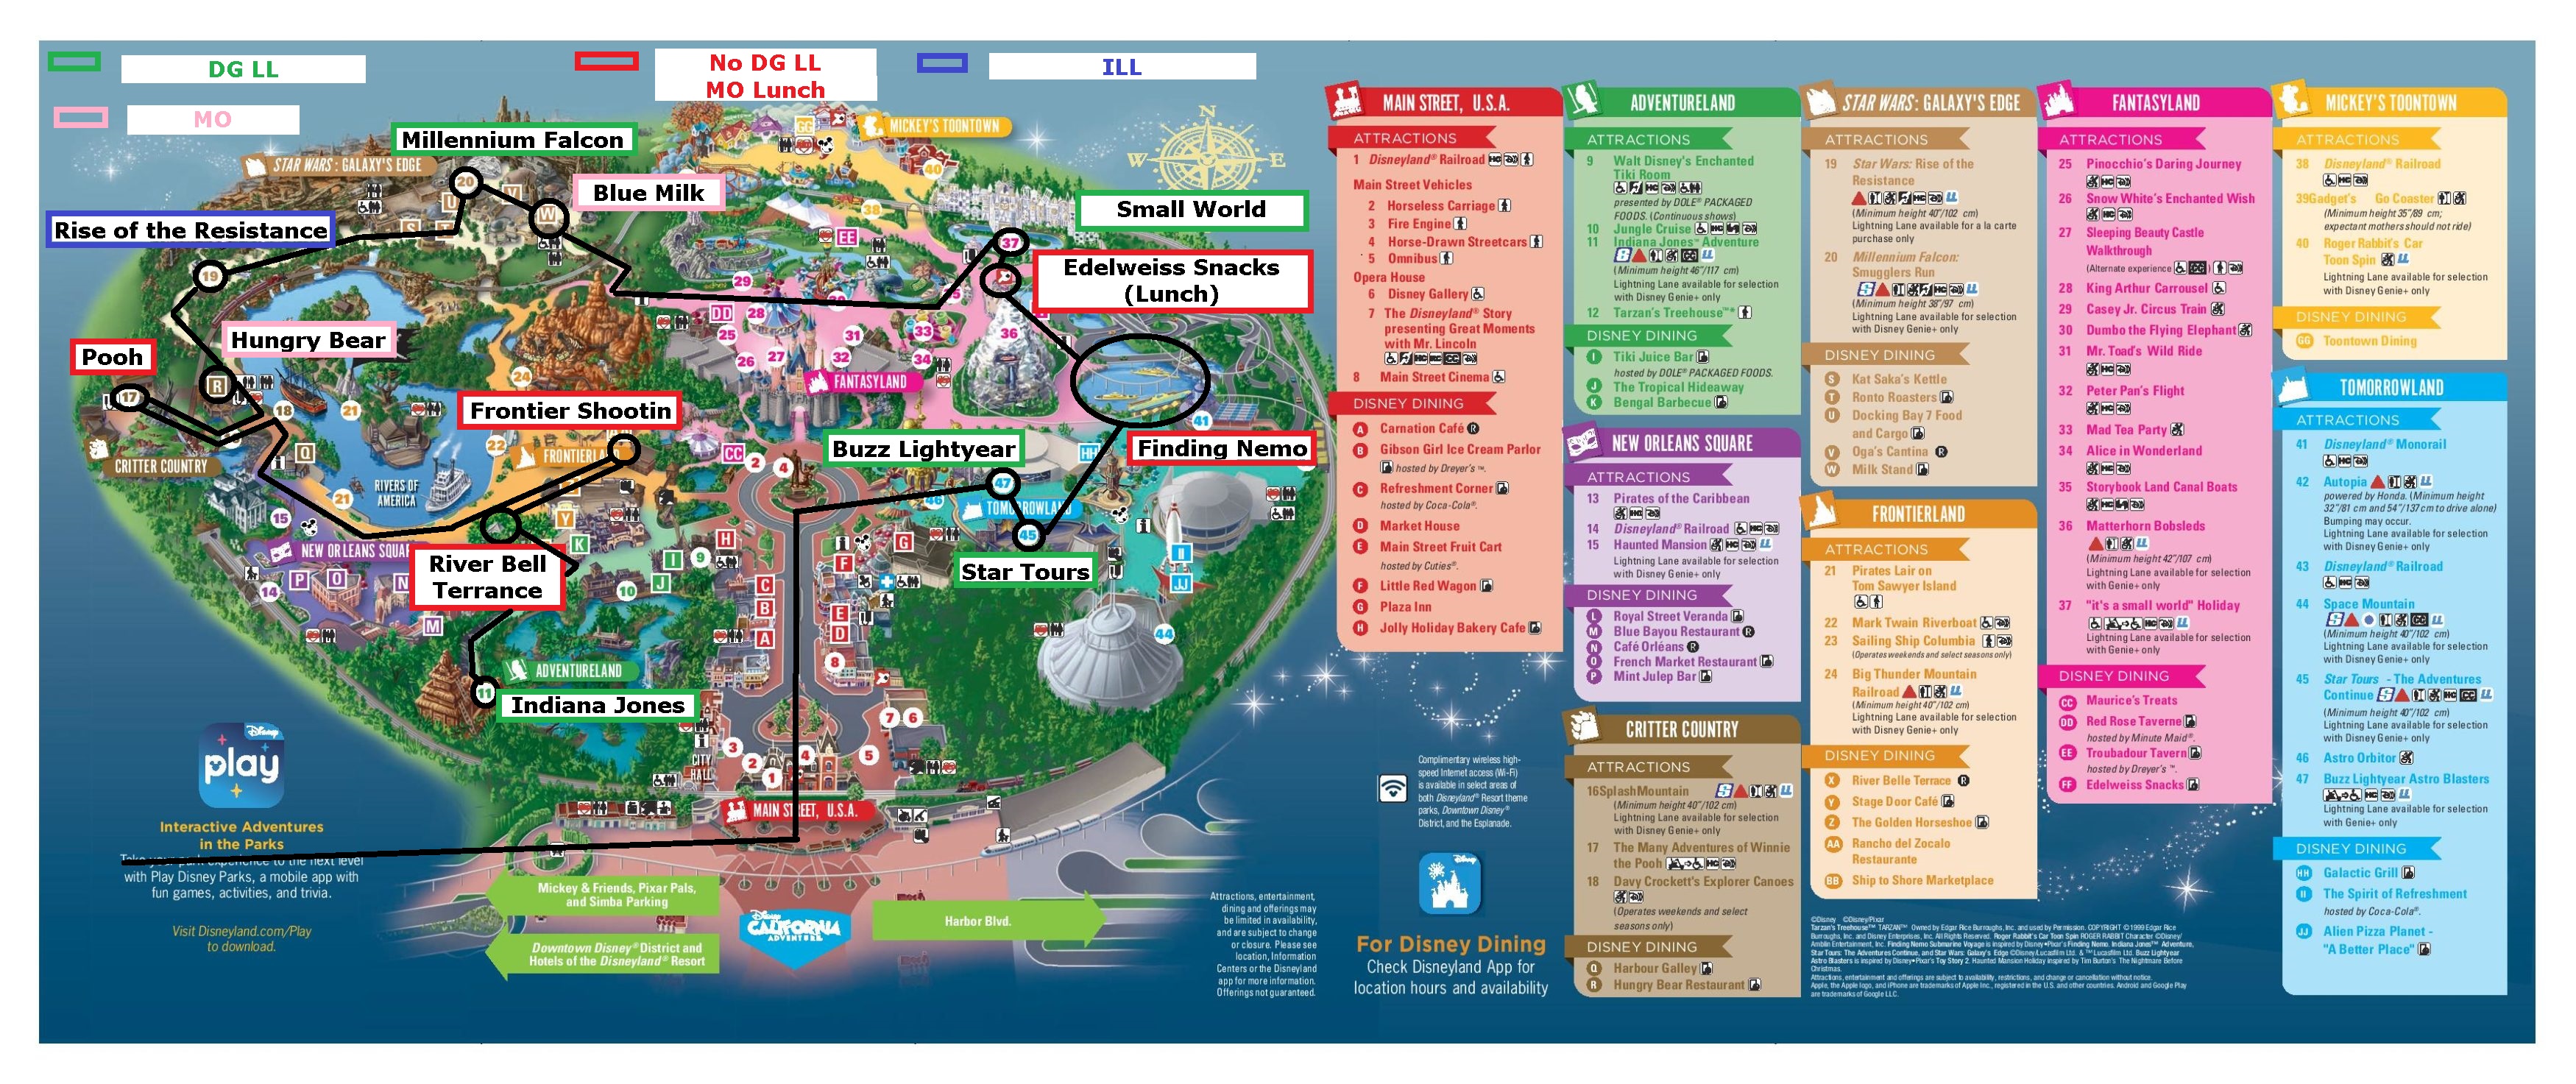 DG LL
No DG LL
MO Lunch
ILL
MO
Millennium Falcon
Blue Milk
Small World
Rise of the Resistance
Edelweiss Snacks
(Lunch)
Hungry Bear
Pooh
Frontier Shootin
Buzz Lightyear
Finding Nemo
Star Tours
River Bell
Terrance
Indiana Jones
STAR WARS: GALAXY'S EDGE
MICKEY'S TOONTOWN
N
W
E
FANTASYLAND
CRITTER COUNTRY
RIVERS OF
AMERICA
NEW ORLEANS SQUAR
ADVENTURELAND
CITY
HALL
MAIN STREET, U.S.A.
Disney
play
Interactive Adventures
in the Parks
Take your park experience to the next level
with Play Disney Parks, a mobile app with
fun games, activities, and trivia.
Visit Disneyland.com/Play
to download.
Mickey & Friends, Pixar Pals,
and Simba Parking
Downtown Disney® District and
Hotels of the Disneyland® Resort
Disney
CALIFORNIA
ADVENTURE
Harbor Blvd.
Attractions, entertainment,
dining and offerings may
be limited in availability,
and are subject to change
or closure. Please see
location, Information
Centers or the Disneyland
app for more information.
Offerings not guaranteed.
MAIN STREET, U.S.A.
ATTRACTIONS
1 Disneyland® Railroad
Main Street Vehicles
2 Horseless Carriage
3 Fire Engine
4 Horse-Drawn Streetcars
5 Omnibus
Opera House
6 Disney Gallery
7 The Disneyland® Story
presenting Great Moments
with Mr. Lincoln
8 Main Street Cinema
DISNEY DINING
A Carnation Café
B Gibson Girl Ice Cream Parlor
hosted by Dreyer's ™.
C Refreshment Corner
hosted by Coca-Cola®.
D Market House
E Main Street Fruit Cart
hosted by Cuties®.
F Little Red Wagon
G Plaza Inn
H Jolly Holiday Bakery Cafe
Complimentary wireless high-
speed Internet access (Wi-Fi)
is available in select areas of
both Disneyland® Resort theme
parks, Downtown Disney®
District, and the Esplanade.
For Disney Dining
Check Disneyland App for
location hours and availability
ADVENTURELAND
ATTRACTIONS
9 Walt Disney's Enchanted
Tiki Room
presented by DOLE® PACKAGED
FOODS. (Continuous shows)
10 Jungle Cruise
11 Indiana Jones™ Adventure
(Minimum height 46"/117 cm)
Lightning Lane available for selection
with Disney Genie+ only
12 Tarzan's Treehouse™*
DISNEY DINING
I Tiki Juice Bar
hosted by DOLE® PACKAGED FOODS.
J The Tropical Hideaway
K Bengal Barbecue
NEW ORLEANS SQUARE
ATTRACTIONS
13 Pirates of the Caribbean
14 Disneyland® Railroad
15 Haunted Mansion
Lightning Lane available for selection
with Disney Genie+ only
DISNEY DINING
L Royal Street Veranda
M Blue Bayou Restaurant
N Café Orléans
O French Market Restaurant
P Mint Julep Bar
CRITTER COUNTRY
ATTRACTIONS
16SplashMountain
(Minimum height 40"/102 cm)
Lightning Lane available for selection
with Disney Genie+ only
17 The Many Adventures of Winnie
the Pooh
18 Davy Crockett's Explorer Canoes
(Operates weekends and select
seasons only)
DISNEY DINING
Q Harbour Galley
R Hungry Bear Restaurant
STAR WARS: GALAXY'S EDGE
ATTRACTIONS
19 Star Wars: Rise of the
Resistance
(Minimum height 40"/102 cm)
Lightning Lane available for a la carte
purchase only
20 Millennium Falcon:
Smugglers Run
(Minimum height 38"/97 cm)
Lightning Lane available for selection
with Disney Genie+ only
DISNEY DINING
S Kat Saka's Kettle
T Ronto Roasters
U Docking Bay 7 Food
and Cargo
V Oga's Cantina
W Milk Stand
FRONTIERLAND
ATTRACTIONS
21 Pirates Lair on
Tom Sawyer Island
22 Mark Twain Riverboat
23 Sailing Ship Columbia
(Operates weekends and select seasons only)
24 Big Thunder Mountain
Railroad
(Minimum height 40"/102 cm)
Lightning Lane available for selection
with Disney Genie+ only
DISNEY DINING
X River Belle Terrace
Y Stage Door Café
Z The Golden Horseshoe
AA Rancho del Zocalo
Restaurante
BB Ship to Shore Marketplace
FANTASYLAND
ATTRACTIONS
25 Pinocchio's Daring Journey
26 Snow White's Enchanted Wish
27 Sleeping Beauty Castle
Walkthrough
(Alternate experience
28 King Arthur Carrousel
29 Casey Jr. Circus Train
30 Dumbo the Flying Elephant
31 Mr. Toad's Wild Ride
32 Peter Pan's Flight
33 Mad Tea Party
34 Alice in Wonderland
35 Storybook Land Canal Boats
36 Matterhorn Bobsleds
(Minimum height 42"/107 cm)
Lightning Lane available for selection
with Genie+ only
37 "it's a small world" Holiday
Lightning Lane available for selection
with Genie+ only
DISNEY DINING
CC Maurice's Treats
DD Red Rose Taverne
hosted by Minute Maid®.
EE Troubadour Tavern
hosted by Dreyer's ™.
FF Edelweiss Snacks
MICKEY'S TOONTOWN
ATTRACTIONS
38 Disneyland® Railroad
39Gadget's Go Coaster
(Minimum height 35"/89 cm;
expectant mothers should not ride)
40 Roger Rabbit's Car
Toon Spin
Lightning Lane available for selection
with Disney Genie+ only
DISNEY DINING
GG Toontown Dining
TOMORROWLAND
ATTRACTIONS
41 Disneyland® Monorail
42 Autopia
powered by Honda. (Minimum height
32"/81 cm and 54"/137 cm to drive alone)
Bumping may occur.
Lightning Lane available for selection
with Disney Genie+ only
43 Disneyland® Railroad
44 Space Mountain
(Minimum height 40"/102 cm)
Lightning Lane available for selection
with Disney Genie+ only
45 Star Tours - The Adventures
Continue
(Minimum height 40"/102 cm)
Lightning Lane available for selection
with Disney Genie+ only
46 Astro Orbitor
47 Buzz Lightyear Astro Blasters
Lightning Lane available for selection
with Genie+ only
DISNEY DINING
HH Galactic Grill
II The Spirit of Refreshment
hosted by Coca-Cola®.
JJ Alien Pizza Planet -
"A Better Place"